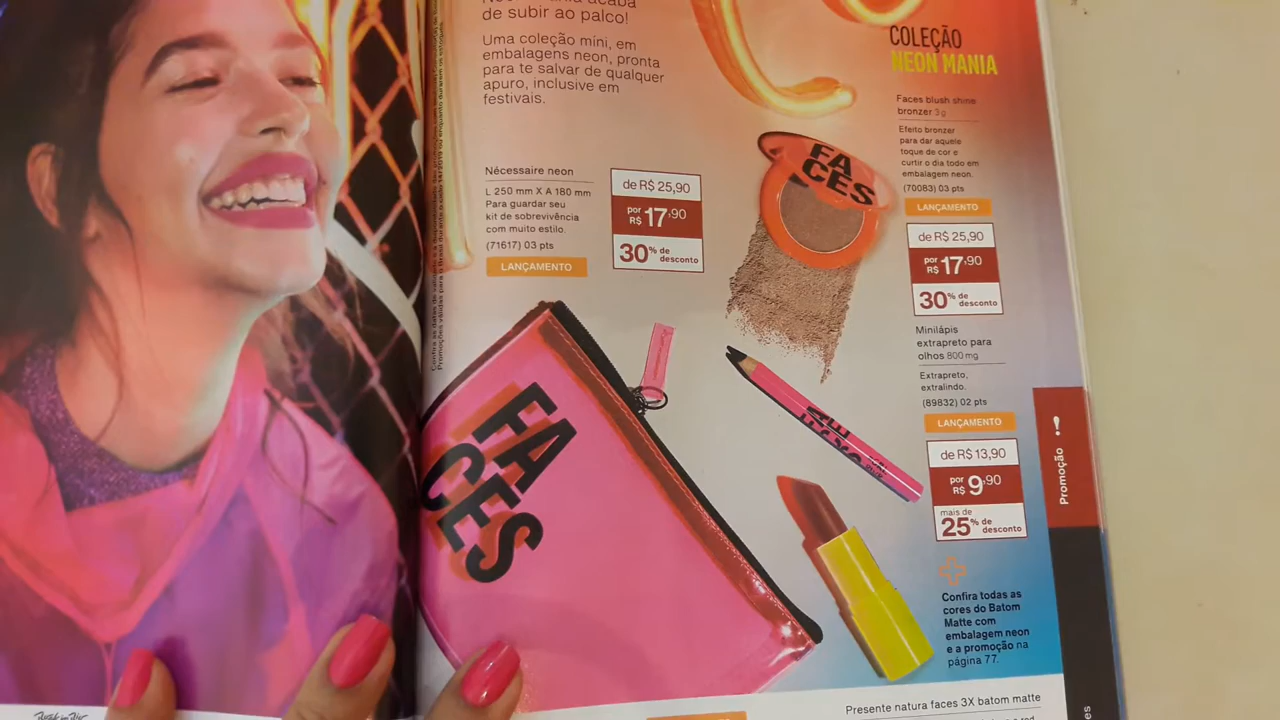 acaba
de subir ao palco!
Uma coleção mini, em
embalagens neon, pronta
para te salvar de qualquer
apuro, inclusive em
festivais.
COLEÇÃO
NEON MANIA
Faces blush shine
bronzer 3g
Efeito bronzer
para dar aquele
toque de cor e
curtir o dia todo em
embalagem neon.
(70083) 03 pts
LANÇAMENTO
de R$ 25,90
por
R$ 17,90
30% de
desconto
Nécessaire neon
L 250 mm X A 180 mm
Para guardar seu
kit de sobrevivência
com muito estilo.
(71617) 03 pts
LANÇAMENTO
de R$ 25,90
por
R$ 17,90
30% de
desconto
FA
CES
Minilápis
extrapreto para
olhos 800mg
Extrapreto,
extralindo.
(89832) 02 pts
LANÇAMENTO
de R$ 13,90
por
R$ 9,90
mais de
25% de
desconto
FA
CES
Confira todas as
cores do Batom
Matte com
embalagem neon
e a promoção na
página 77.
Promoção !
Presente natura faces 3X batom matte